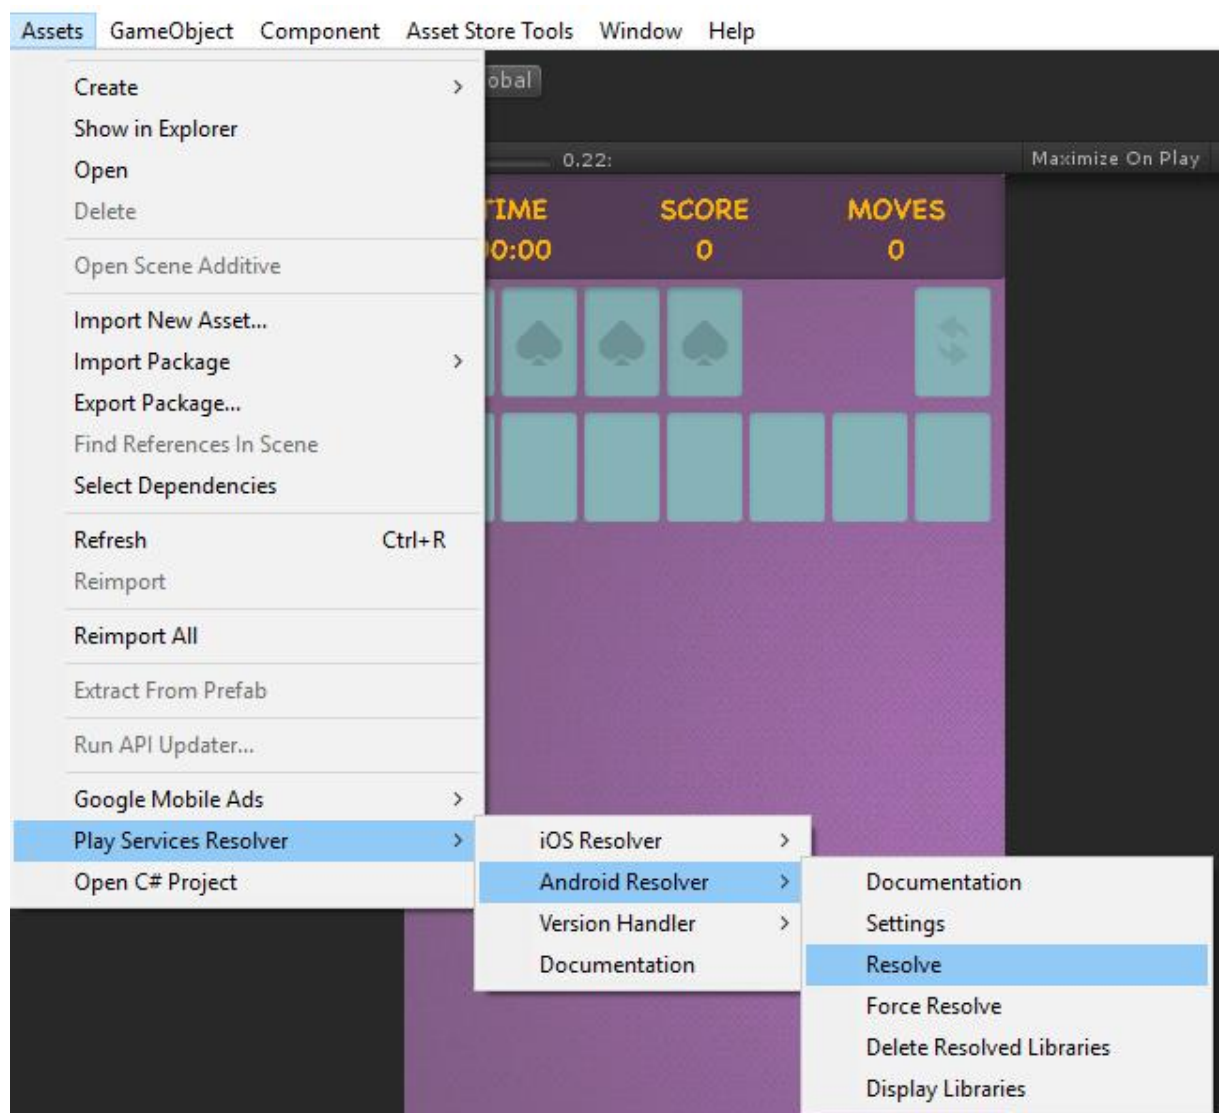 Assets GameObject Component Asset Store Tools Window Help
obal
Create
Show in Explorer
Open
Delete
Open Scene Additive
Import New Asset...
Import Package
Export Package...
Find References In Scene
Select Dependencies
Refresh Ctrl+R
Reimport
Reimport All
Extract From Prefab
Run API Updater...
Google Mobile Ads
Play Services Resolver
Open C# Project
0.22: Maximize On Play
TIME SCORE MOVES
00:00 0 0
iOS Resolver
Android Resolver
Version Handler
Documentation
Documentation
Settings
Resolve
Force Resolve
Delete Resolved Libraries
Display Libraries